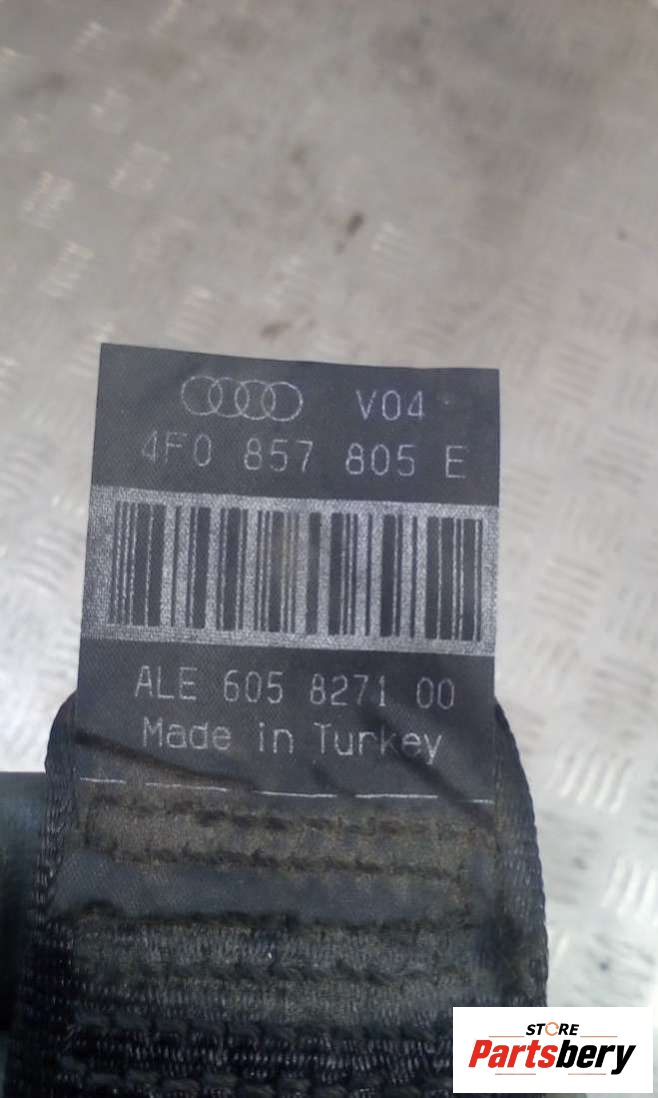 V04
4F0 857 805 E
ALE 605 8271 00
Made in Turkey
STORE
Partsbery